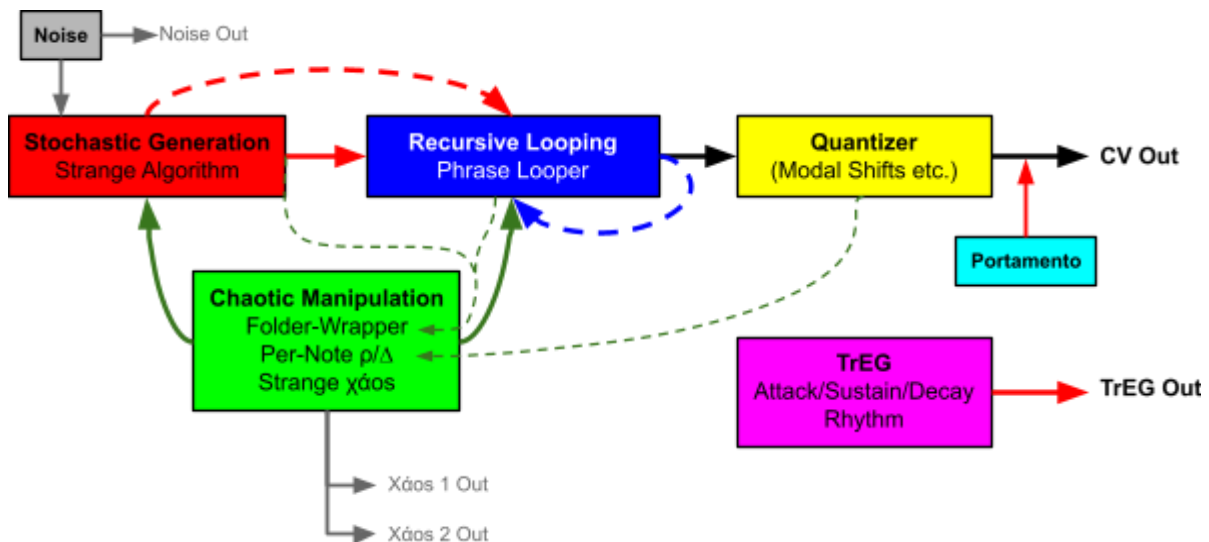 Noise
Noise Out
Stochastic Generation
Strange Algorithm
Recursive Looping
Phrase Looper
Quantizer
(Modal Shifts etc.)
CV Out
Portamento
Chaotic Manipulation
Folder-Wrapper
Per-Note ρ/Δ
Strange χάος
TrEG
Attack/Sustain/Decay
Rhythm
TrEG Out
Χάος 1 Out
Χάος 2 Out